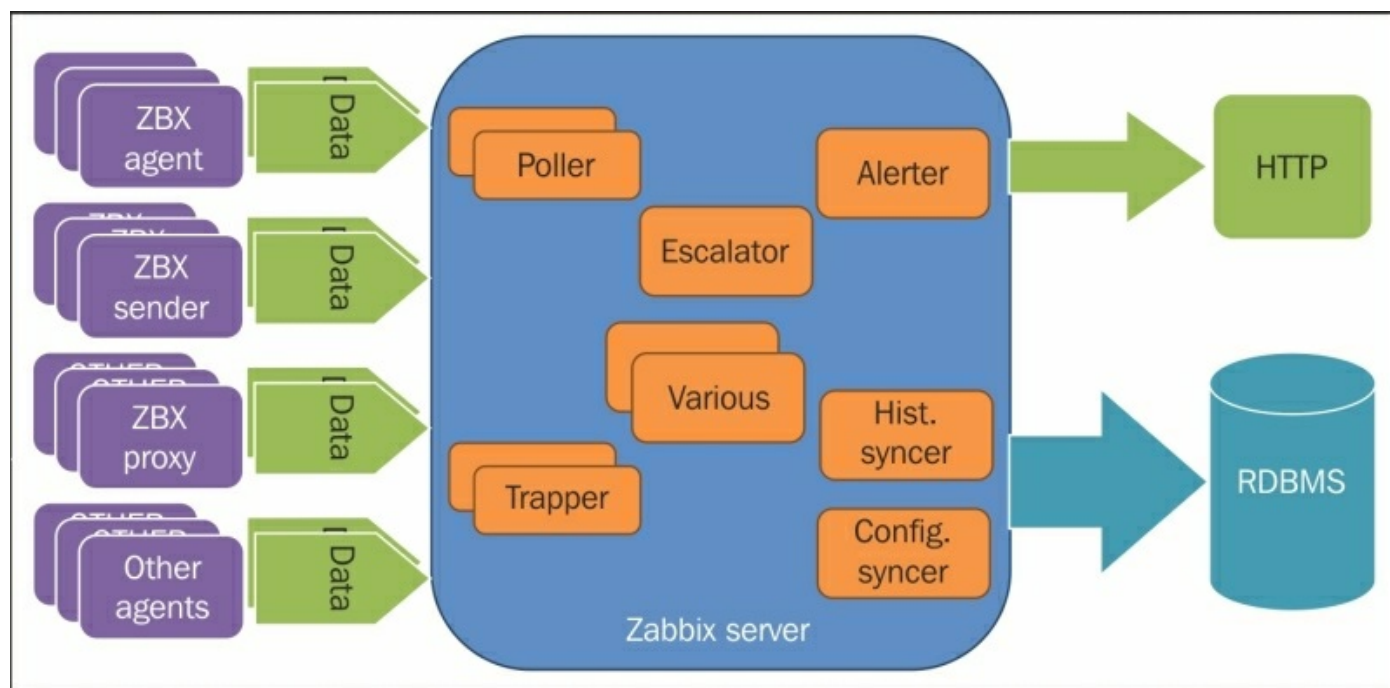 ZBX
agent
Data
Poller
Alerter
HTTP
Escalator
ZBX
sender
Data
Various
ZBX
proxy
Data
Hist.
syncer
RDBMS
Trapper
Config.
syncer
Other
agents
Data
Zabbix server